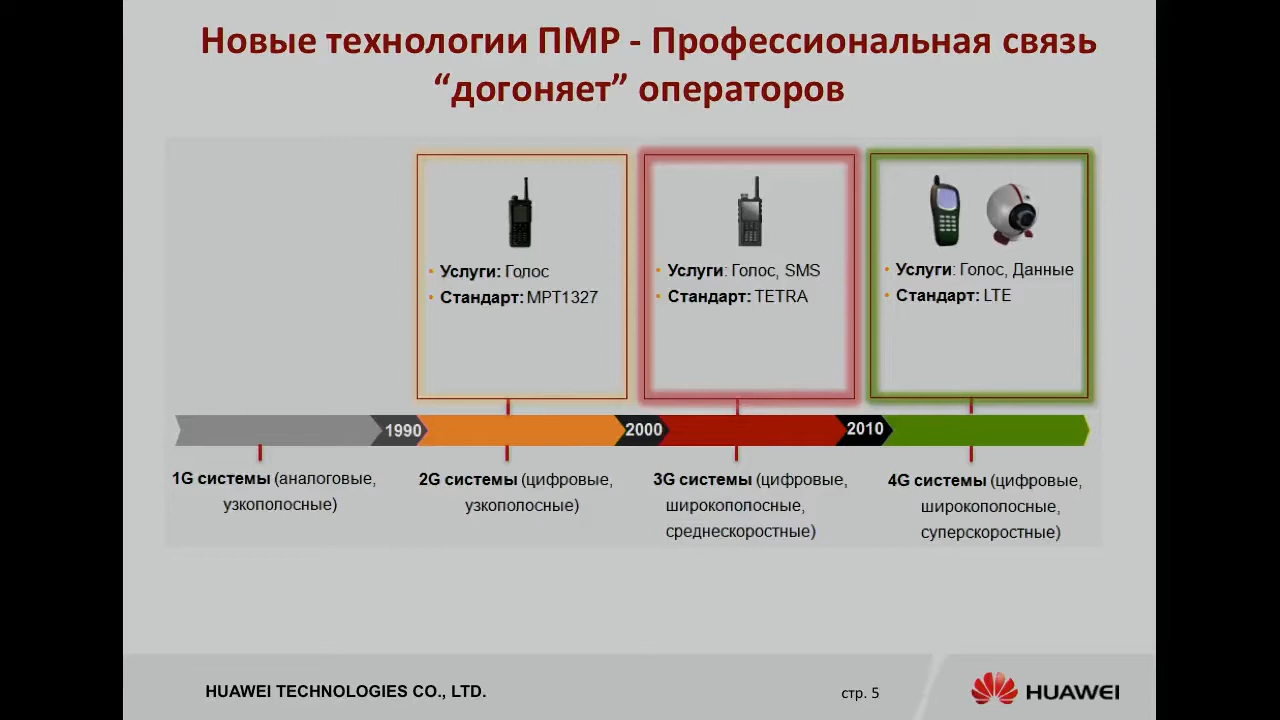 Новые технологии ПМР - Профессиональная связь
“догоняет” операторов
• Услуги: Голос
• Стандарт: MPT1327
• Услуги: Голос, SMS
• Стандарт: TETRA
• Услуги: Голос, Данные
• Стандарт: LTE
1990
2000
2010
1G системы (аналоговые,
узкополосные)
2G системы (цифровые,
узкополосные)
3G системы (цифровые,
широкополосные,
среднескоростные)
4G системы (цифровые,
широкополосные,
суперскоростные)
HUAWEI TECHNOLOGIES CO., LTD.
стр. 5
HUAWEI